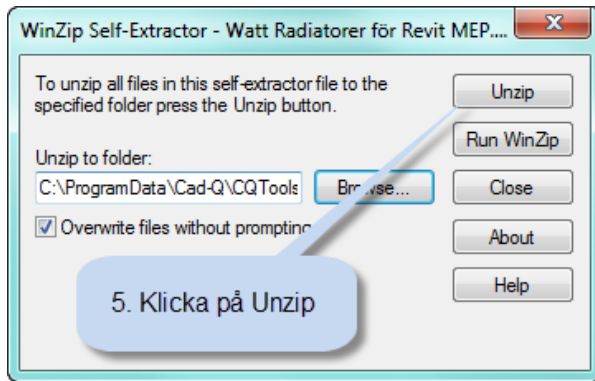 WinZip Self-Extractor - Watt Radiatorer för Revit MEP....
To unzip all files in this self-extractor file to the
specified folder press the Unzip button.
Unzip to folder:
C:\ProgramData\Cad-Q\CQTools
Browse...
Overwrite files without prompting
Unzip
Run WinZip
Close
About
Help
5. Klicka på Unzip